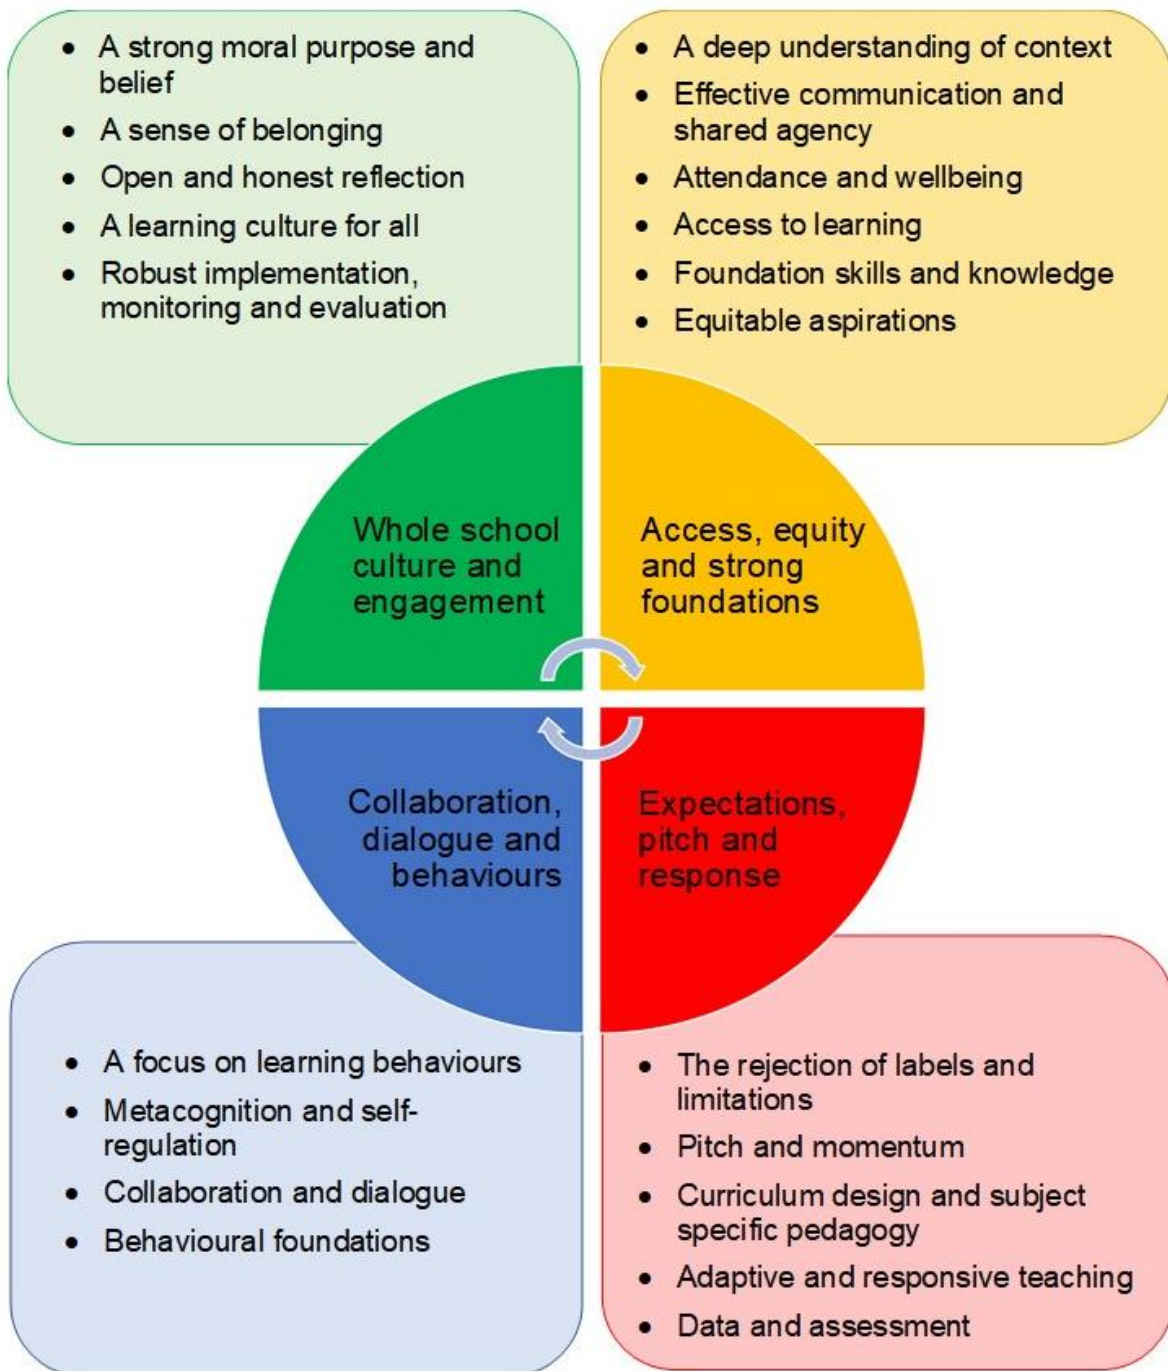 • A strong moral purpose and
belief
• A sense of belonging
• Open and honest reflection
• A learning culture for all
• Robust implementation,
monitoring and evaluation
• A deep understanding of context
• Effective communication and
shared agency
• Attendance and wellbeing
• Access to learning
• Foundation skills and knowledge
• Equitable aspirations
Whole school
culture and
engagement
Access, equity
and strong
foundations
Collaboration,
dialogue and
behaviours
Expectations,
pitch and
response
• A focus on learning behaviours
• Metacognition and self-
regulation
• Collaboration and dialogue
• Behavioural foundations
• The rejection of labels and
limitations
• Pitch and momentum
• Curriculum design and subject
specific pedagogy
• Adaptive and responsive teaching
• Data and assessment